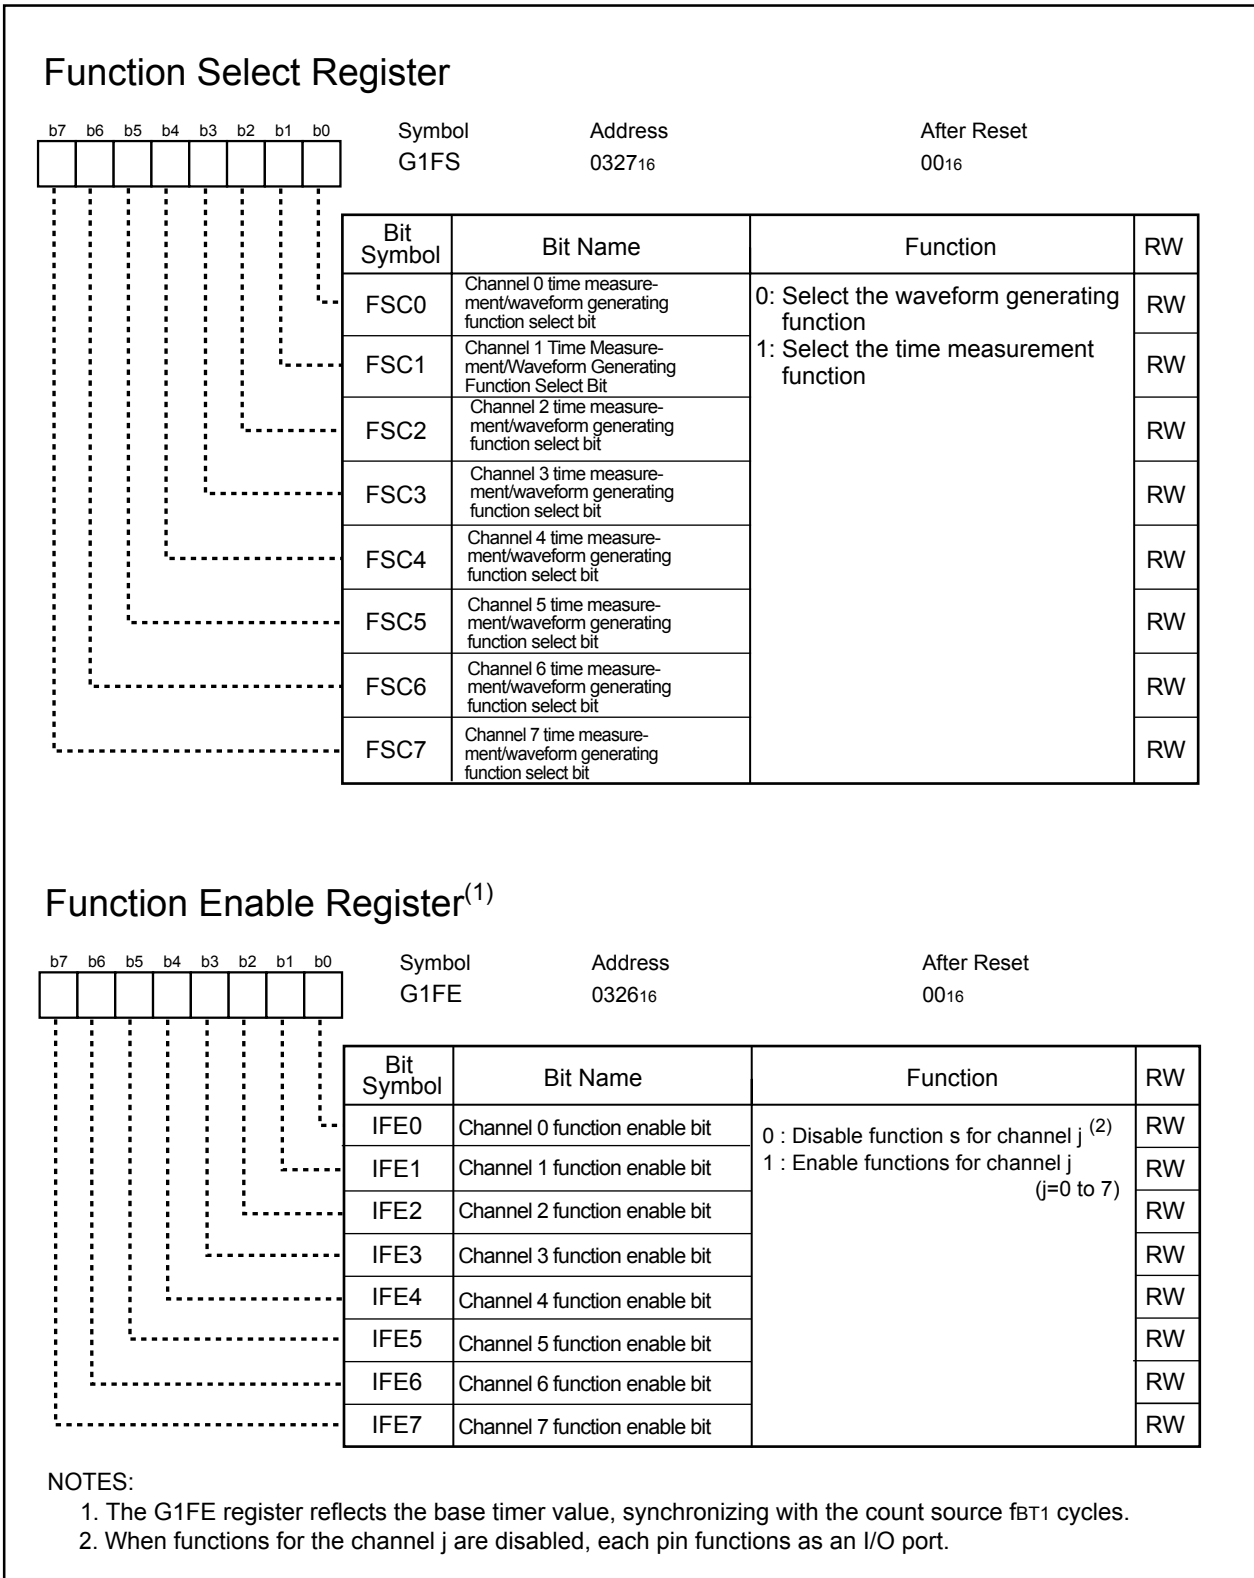 Function Select Register
b7 b6 b5 b4 b3 b2 b1 b0
Symbol Address After Reset
G1FS 032716 0016
Bit Symbol Bit Name Function RW
FSC0 Channel 0 time measure-
ment/waveform generating
function select bit
0: Select the waveform generating
function
1: Select the time measurement
function
RW
FSC1 Channel 1 Time Measure-
ment/Waveform Generating
Function Select Bit
RW
FSC2 Channel 2 time measure-
ment/waveform generating
function select bit
RW
FSC3 Channel 3 time measure-
ment/waveform generating
function select bit
RW
FSC4 Channel 4 time measure-
ment/waveform generating
function select bit
RW
FSC5 Channel 5 time measure-
ment/waveform generating
function select bit
RW
FSC6 Channel 6 time measure-
ment/waveform generating
function select bit
RW
FSC7 Channel 7 time measure-
ment/waveform generating
function select bit
RW
Function Enable Register(1)
b7 b6 b5 b4 b3 b2 b1 b0
Symbol Address After Reset
G1FE 032616 0016
Bit Symbol Bit Name Function RW
IFE0 Channel 0 function enable bit RW
0 : Disable function s for channel j (2)
1 : Enable functions for channel j
(j=0 to 7)
IFE1 Channel 1 function enable bit RW
IFE2 Channel 2 function enable bit RW
IFE3 Channel 3 function enable bit RW
IFE4 Channel 4 function enable bit RW
IFE5 Channel 5 function enable bit RW
IFE6 Channel 6 function enable bit RW
IFE7 Channel 7 function enable bit RW
NOTES:
1. The G1FE register reflects the base timer value, synchronizing with the count source fBT1 cycles.
2. When functions for the channel j are disabled, each pin functions as an I/O port.